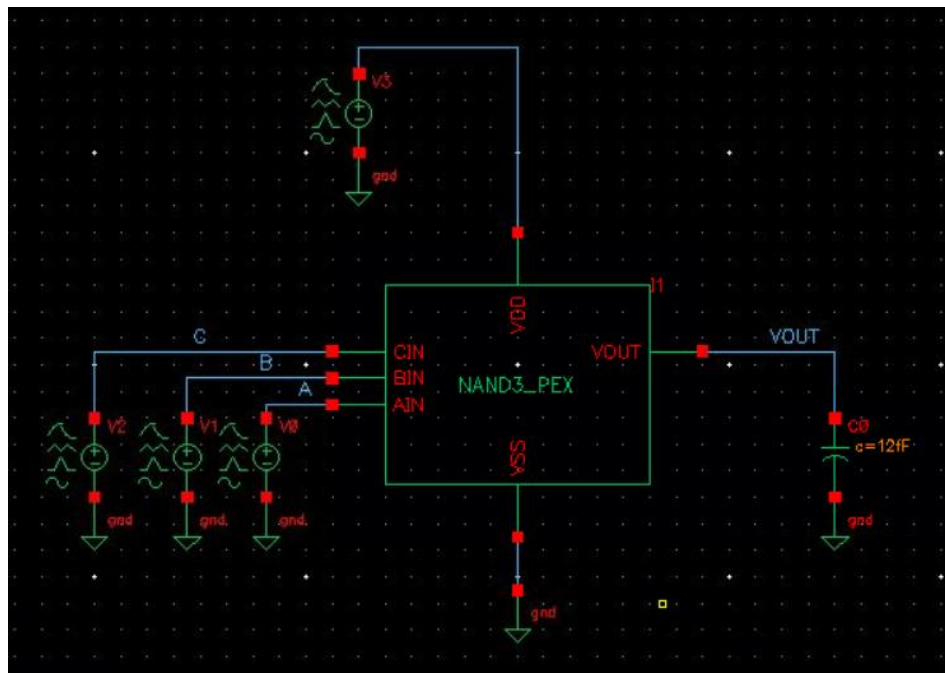 V3
gnd
I1
VDD
C
CIN
VOUT
VOUT
B
BIN
NAND3_PEX
A
AIN
V2
V1
V0
C0
c=12fF
VSS
gnd
gnd
gnd
gnd
gnd